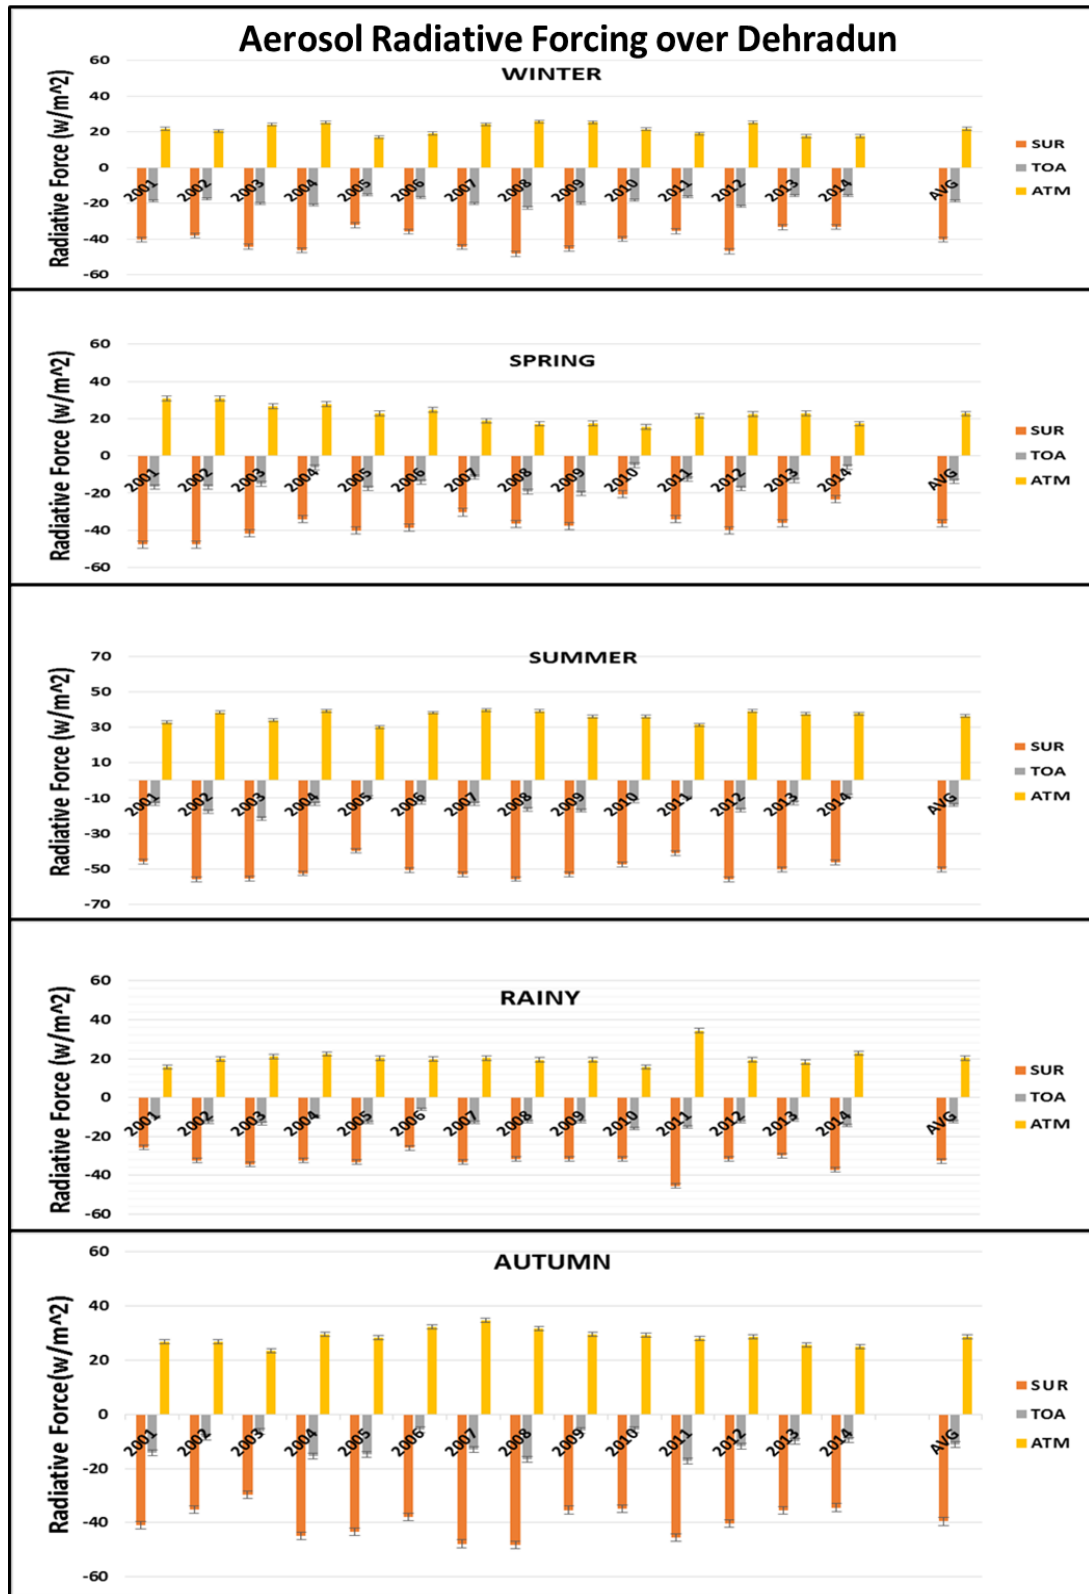 Aerosol Radiative Forcing over Dehradun
WINTER
Radiative Force (w/m^2)
60
40
20
0
-20
-40
-60
2001 2002 2003 2004 2005 2006 2007 2008 2009 2010 2011 2012 2013 2014 AVG
SUR
TOA
ATM
SPRING
Radiative Force (w/m^2)
60
40
20
0
-20
-40
-60
2001 2002 2003 2004 2005 2006 2007 2008 2009 2010 2011 2012 2013 2014 AVG
SUR
TOA
ATM
SUMMER
Radiative Force (w/m^2)
70
50
30
10
-10
-30
-50
-70
2001 2002 2003 2004 2005 2006 2007 2008 2009 2010 2011 2012 2013 2014 AVG
SUR
TOA
ATM
RAINY
Radiative Force (w/m^2)
60
40
20
0
-20
-40
-60
2001 2002 2003 2004 2005 2006 2007 2008 2009 2010 2011 2012 2013 2014 AVG
SUR
TOA
ATM
AUTUMN
Radiative Force(w/m^2)
60
40
20
0
-20
-40
-60
2001 2002 2003 2004 2005 2006 2007 2008 2009 2010 2011 2012 2013 2014 AVG
SUR
TOA
ATM